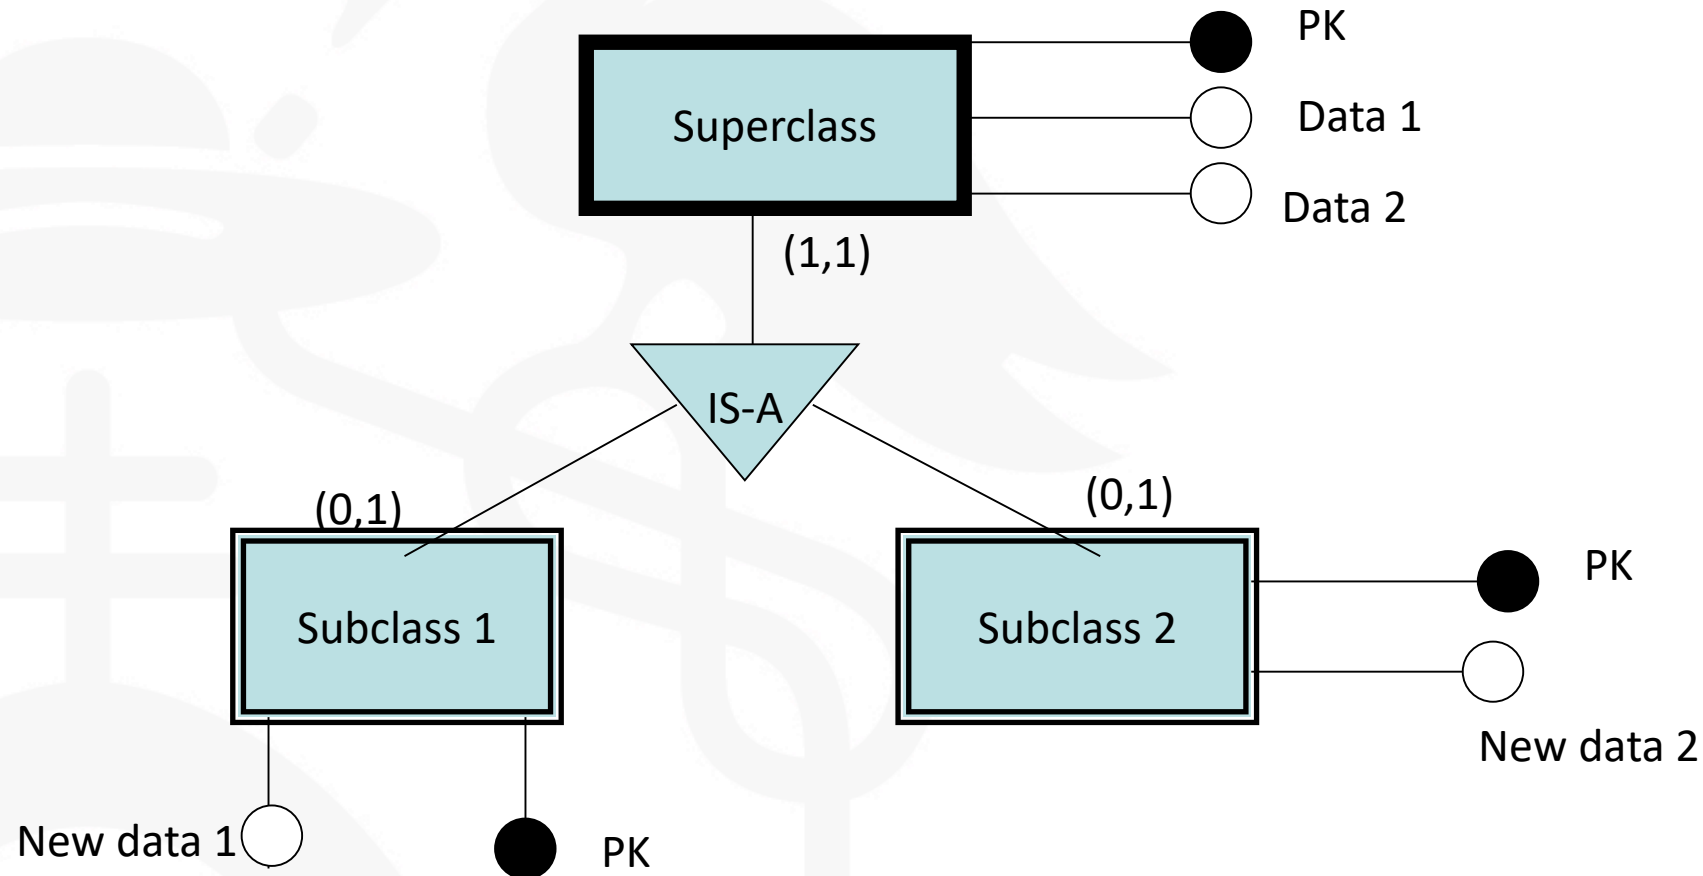 PK
Superclass
Data 1
Data 2
(1,1)
IS-A
(0,1)
(0,1)
PK
Subclass 1
Subclass 2
New data 2
New data 1
PK